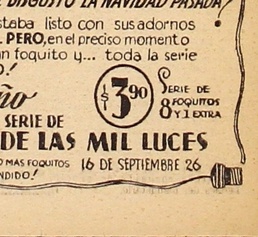 DISGUSTO LA NAVIDAD PASADA?
staba listo con sus adornos
L PERO, en el preciso momento
n foquito y... toda la serie
O!
ño
$3.90
SERIE DE
8 FOQUITOS
Y 1 EXTRA
SERIE DE
DE LAS MIL LUCES
O MAS FOQUITOS
NDIDO!
16 DE SEPTIEMBRE 26